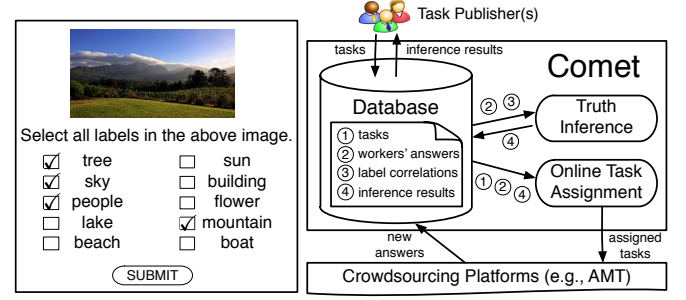 Select all labels in the above image.
tree sun
sky building
people flower
lake mountain
beach boat
SUBMIT
Task Publisher(s)
tasks inference results
Comet
Database
① tasks
② workers' answers
③ label correlations
④ inference results
② ③
④
① ② ④
Truth
Inference
Online Task
Assignment
new
answers
assigned
tasks
Crowdsourcing Platforms (e.g., AMT)